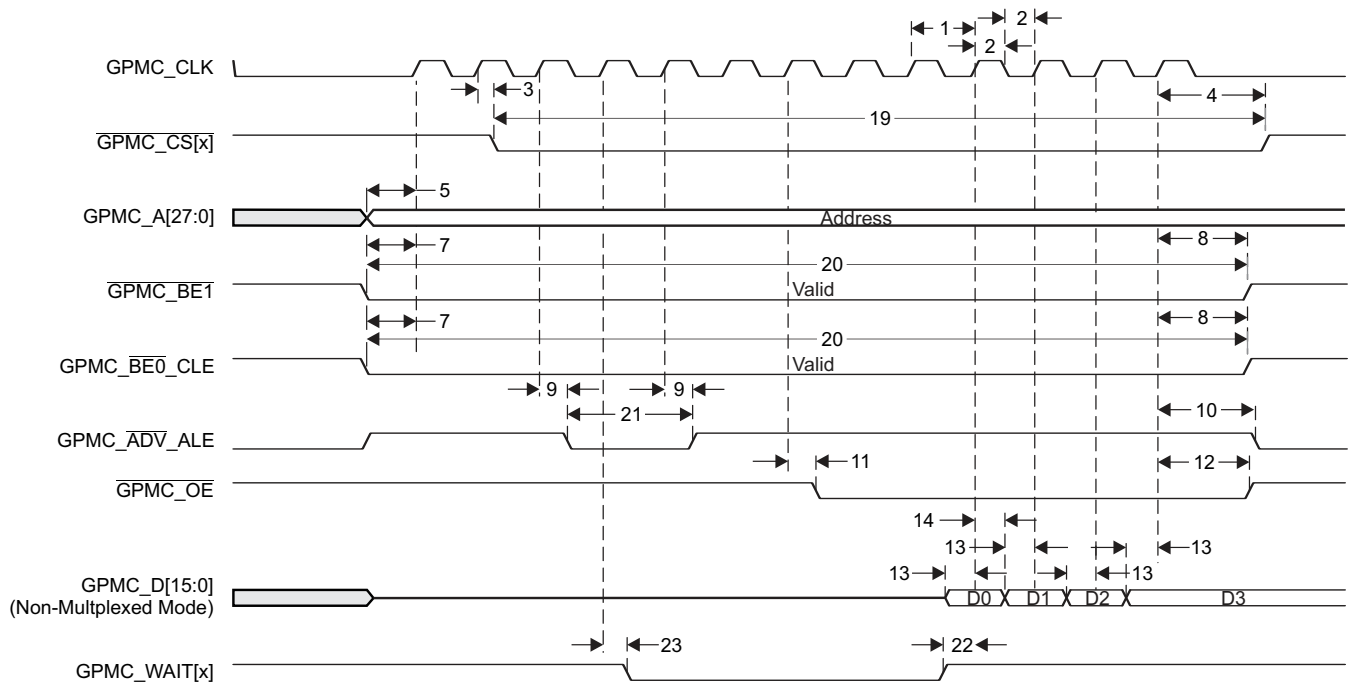 1
2
2
GPMC_CLK
3
4
19
GPMC_CS[x]
5
GPMC_A[27:0]
Address
7
8
20
GPMC_BE1
Valid
7
8
20
GPMC_BE0_CLE
Valid
9
9
21
10
GPMC_ADV_ALE
11
12
GPMC_OE
14
13
13
13
13
GPMC_D[15:0]
(Non-Multplexed Mode)
D0
D1
D2
D3
23
22
GPMC_WAIT[x]